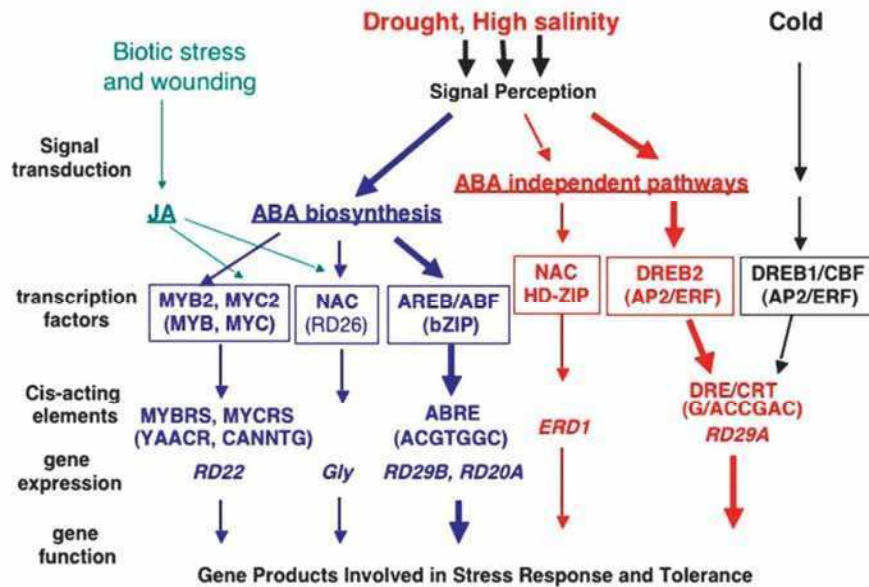 Drought, High salinity
Cold
Biotic stress
and wounding
Signal Perception
Signal
transduction
ABA independent pathways
JA
ABA biosynthesis
transcription
factors
MYB2, MYC2
(MYB, MYC)
NAC
(RD26)
AREB/ABF
(bZIP)
NAC
HD-ZIP
DREB2
(AP2/ERF)
DREB1/CBF
(AP2/ERF)
Cis-acting
elements
MYBRS, MYCRS
(YAACR, CANNTG)
ABRE
(ACGTGGC)
ERD1
DRE/CRT
(G/ACCGAC)
RD29A
gene
expression
RD22
Gly
RD29B, RD20A
gene
function
Gene Products Involved in Stress Response and Tolerance